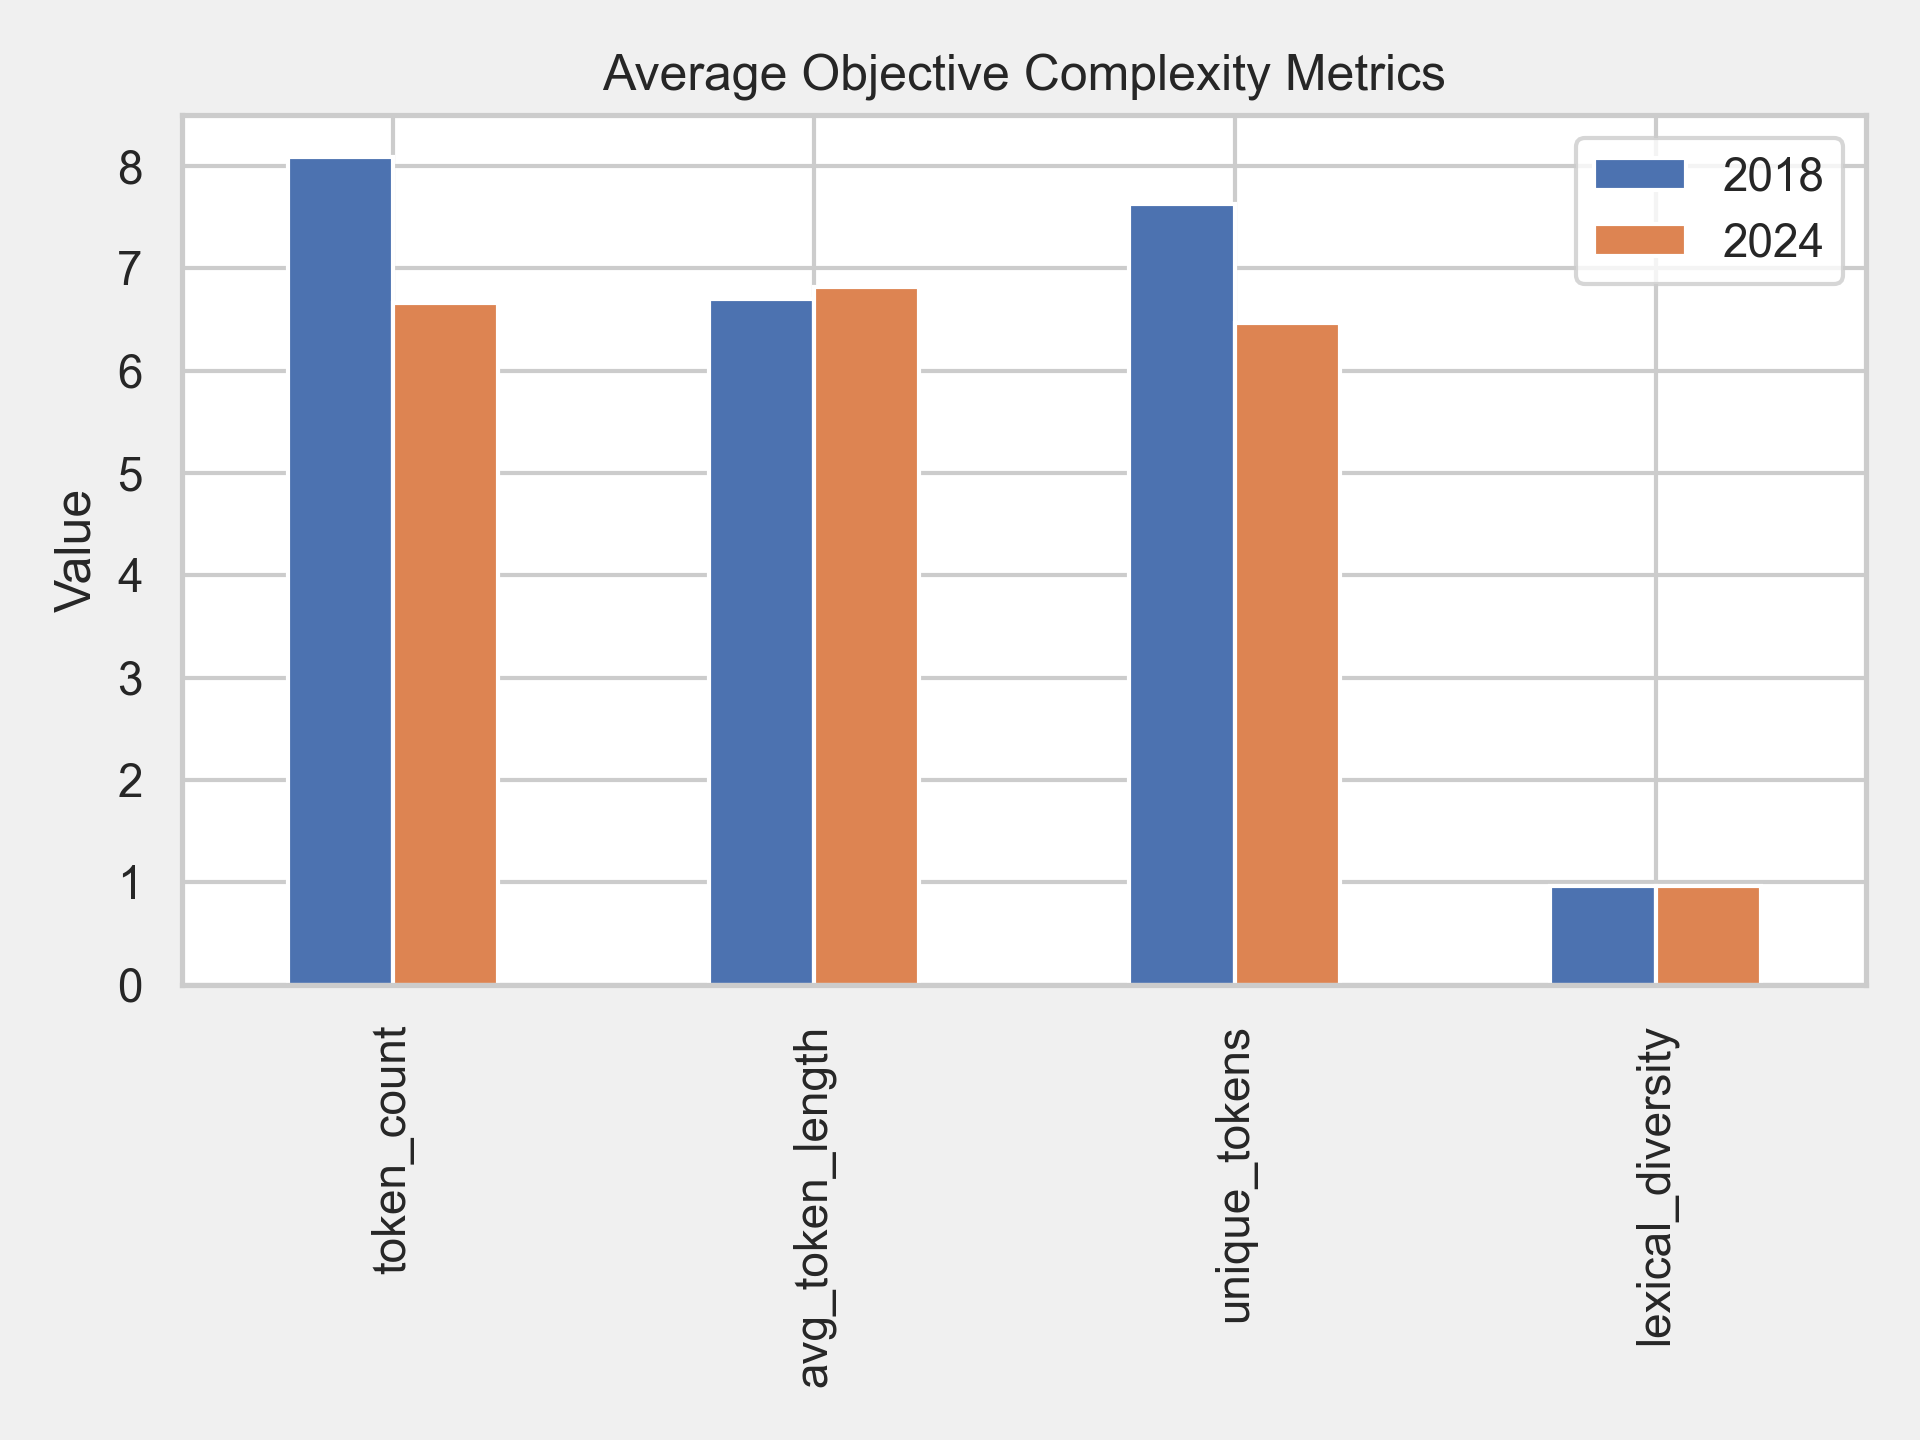 Average Objective Complexity Metrics
2018
2024
8
7
6
5
4
3
2
1
0
Value
token_count
avg_token_length
unique_tokens
lexical_diversity